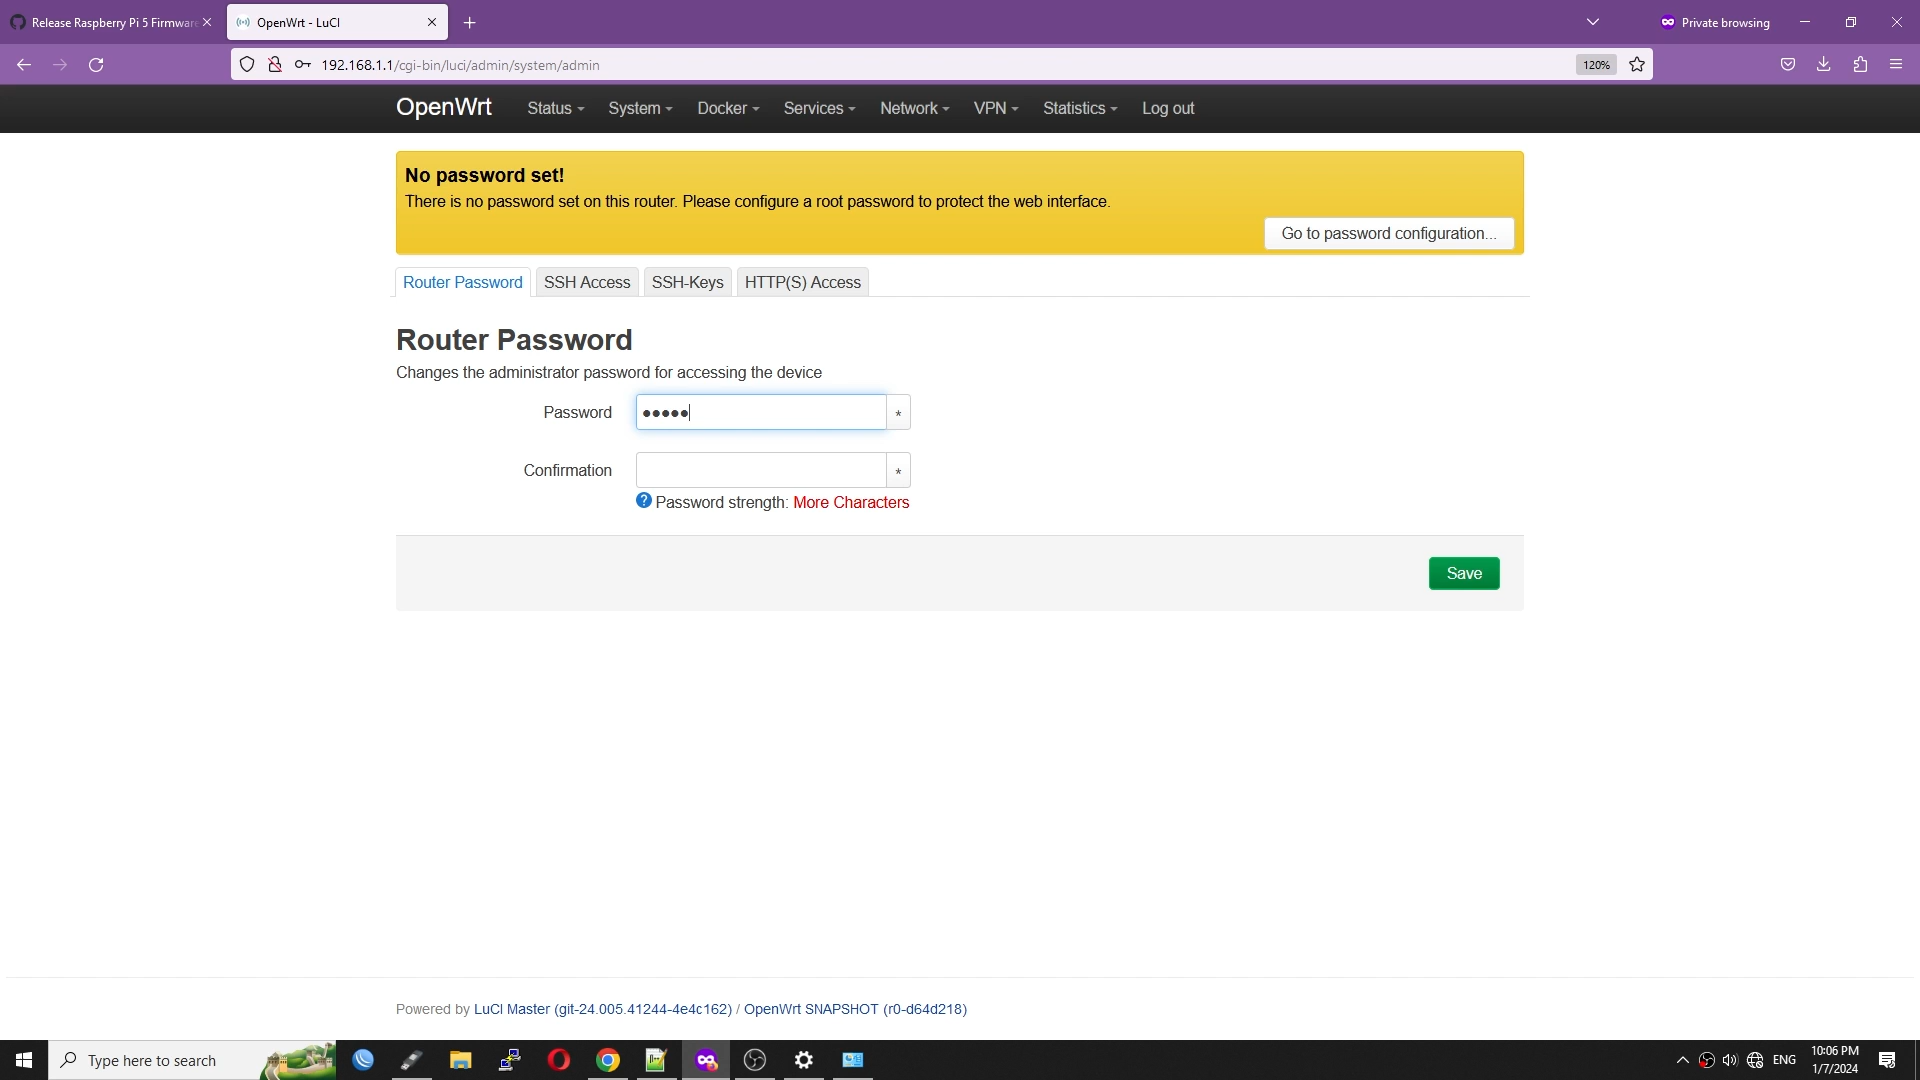 Release Raspberry Pi 5 Firmware
OpenWrt - LuCI
Private browsing
192.168.1.1/cgi-bin/luci/admin/system/admin
120%
OpenWrt
Status
System
Docker
Services
Network
VPN
Statistics
Log out
No password set!
There is no password set on this router. Please configure a root password to protect the web interface.
Go to password configuration...
Router Password
SSH Access
SSH-Keys
HTTP(S) Access
Router Password
Changes the administrator password for accessing the device
Password
●●●●●
*
Confirmation
*
Password strength: More Characters
Save
Powered by LuCI Master (git-24.005.41244-4e4c162) / OpenWrt SNAPSHOT (r0-d64d218)
Type here to search
ENG
10:06 PM
1/7/2024